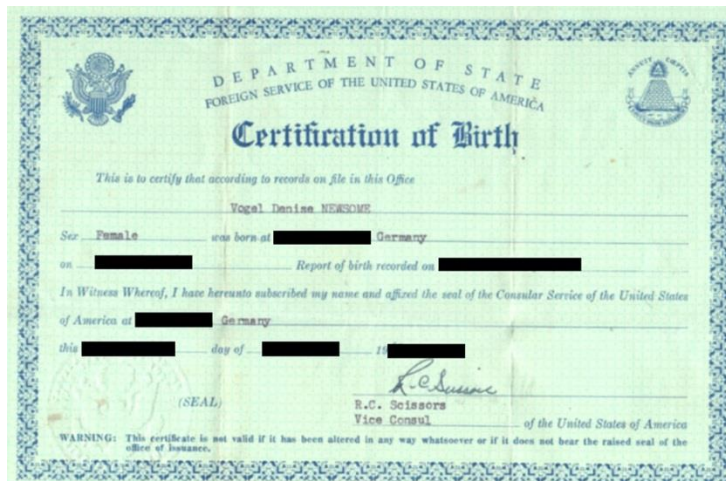 DEPARTMENT OF STATE
FOREIGN SERVICE OF THE UNITED STATES OF AMERICA
ANNUIT CŒPTIS
Certification of Birth
This is to certify that according to records on file in this Office
Vogel Denise NEWSOME
Sex Female was born at Germany
on Report of birth recorded on
In Witness Whereof, I have hereunto subscribed my name and affixed the seal of the Consular Service of the United States
of America at Germany
this day of 19
R.C. Scissors
(SEAL)
R.C. Scissors
Vice Consul of the United States of America
WARNING: This certificate is not valid if it has been altered in any way whatsoever or if it does not bear the raised seal of the
office of issuance.